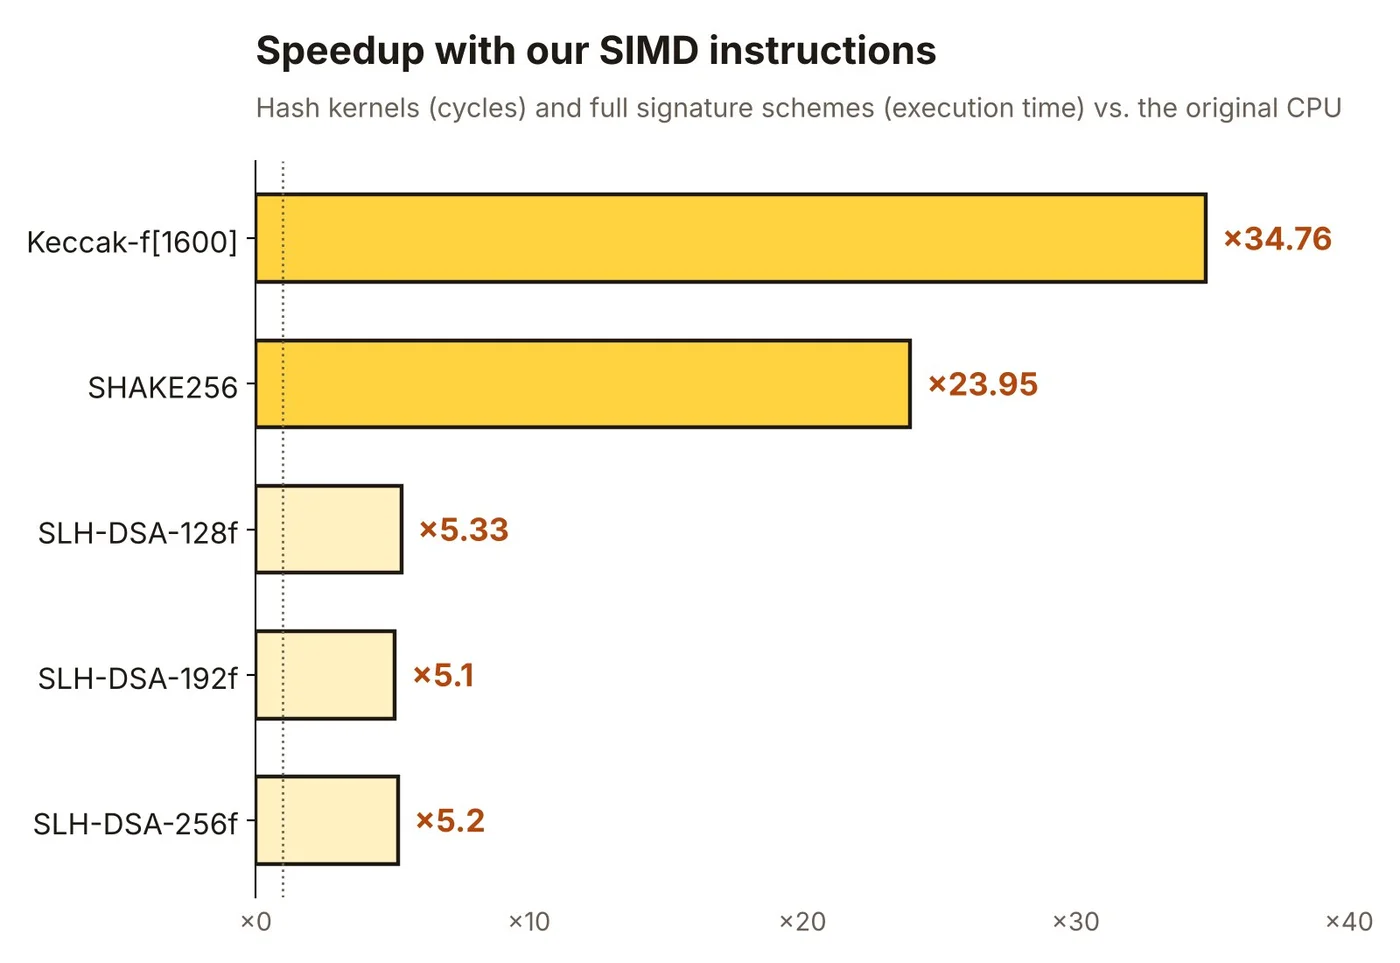 Speedup with our SIMD instructions
Hash kernels (cycles) and full signature schemes (execution time) vs. the original CPU
Keccak-f[1600] ×34.76
SHAKE256 ×23.95
SLH-DSA-128f ×5.33
SLH-DSA-192f ×5.1
SLH-DSA-256f ×5.2
×0 ×10 ×20 ×30 ×40